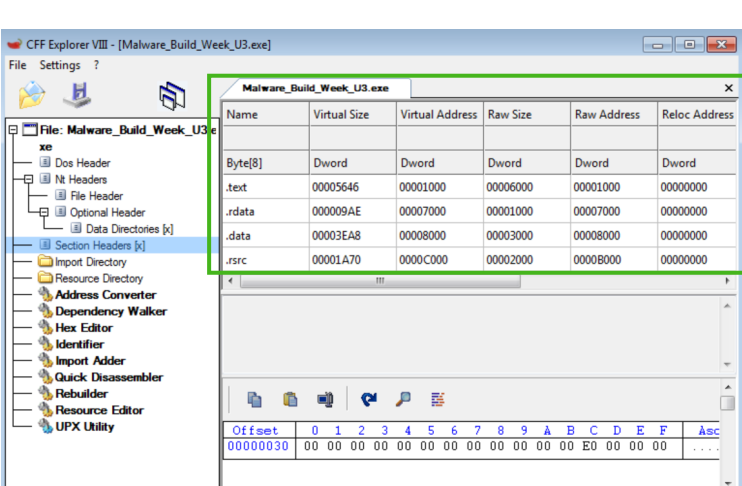 CFF Explorer VIII - [Malware_Build_Week_U3.exe]
File Settings ?
Malware_Build_Week_U3.exe
File: Malware_Build_Week_U3.e
xe
Dos Header
Nt Headers
File Header
Optional Header
Data Directories [x]
Section Headers [x]
Import Directory
Resource Directory
Address Converter
Dependency Walker
Hex Editor
Identifier
Import Adder
Quick Disassembler
Rebuilder
Resource Editor
UPX Utility
Name Virtual Size Virtual Address Raw Size Raw Address Reloc Address
Byte[8] Dword Dword Dword Dword Dword
.text 00005646 00001000 00006000 00001000 00000000
.rdata 000009AE 00007000 00001000 00007000 00000000
.data 00003EA8 00008000 00003000 00008000 00000000
.rsrc 00001A70 0000C000 00002000 0000B000 00000000
Offset 0 1 2 3 4 5 6 7 8 9 A B C D E F Asc
00000030 00 00 00 00 00 00 00 00 00 00 00 00 E0 00 00 00 ....